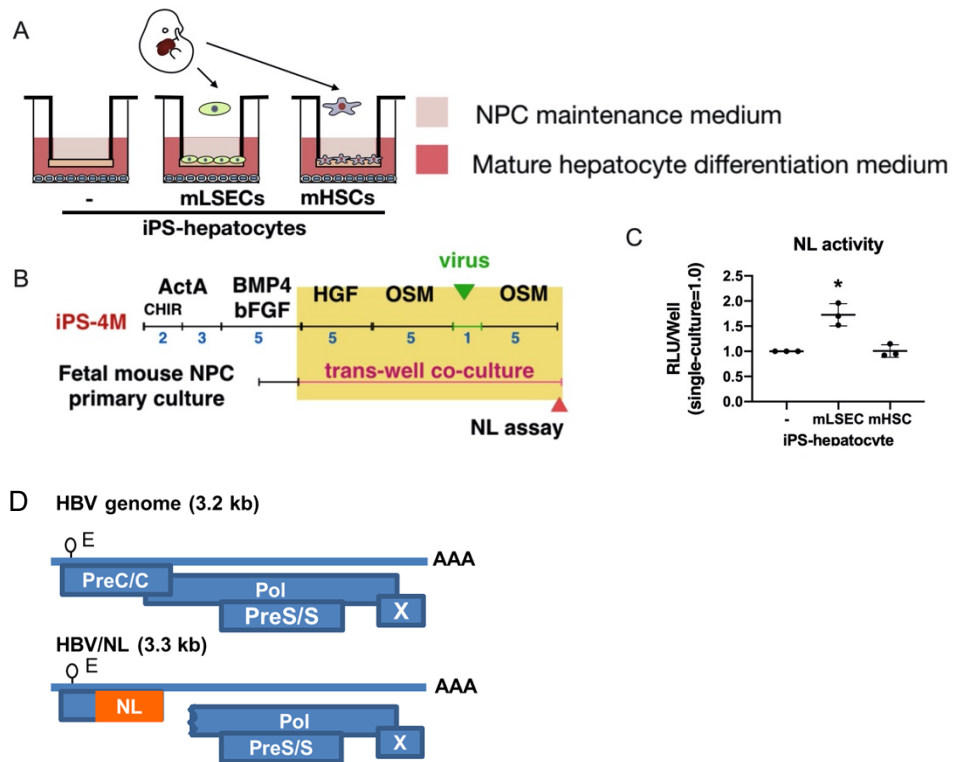 A
NPC maintenance medium
Mature hepatocyte differentiation medium
- mLSECs mHSCs
iPS-hepatocytes
B
virus
ActA BMP4 HGF OSM OSM
CHIR bFGF
iPS-4M
2 3 5 5 5 1 5
Fetal mouse NPC trans-well co-culture
primary culture
NL assay
C
NL activity
*
RLU/Well
(single-culture=1.0)
2.5
2.0
1.5
1.0
0.5
0.0
- mLSEC mHSC
iPS-hepatocyte
D
HBV genome (3.2 kb)
E
AAA
PreC/C
Pol
PreS/S X
HBV/NL (3.3 kb)
E
AAA
NL
Pol
PreS/S X